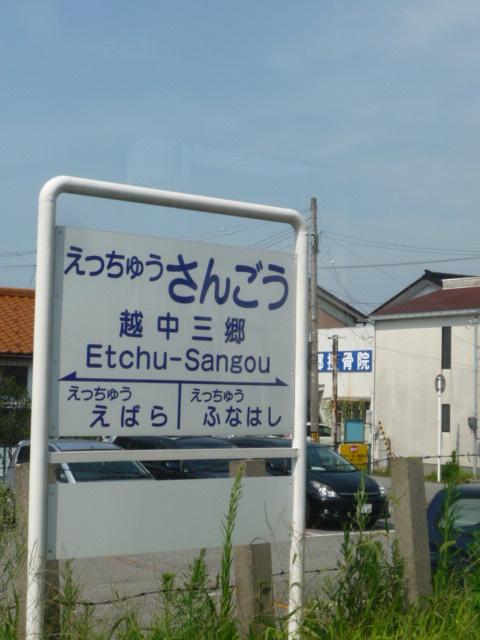 えっちゅうさんごう
越中三郷
Etchu-Sangou
えっちゅう えっちゅう
えばら ふなはし
接骨院